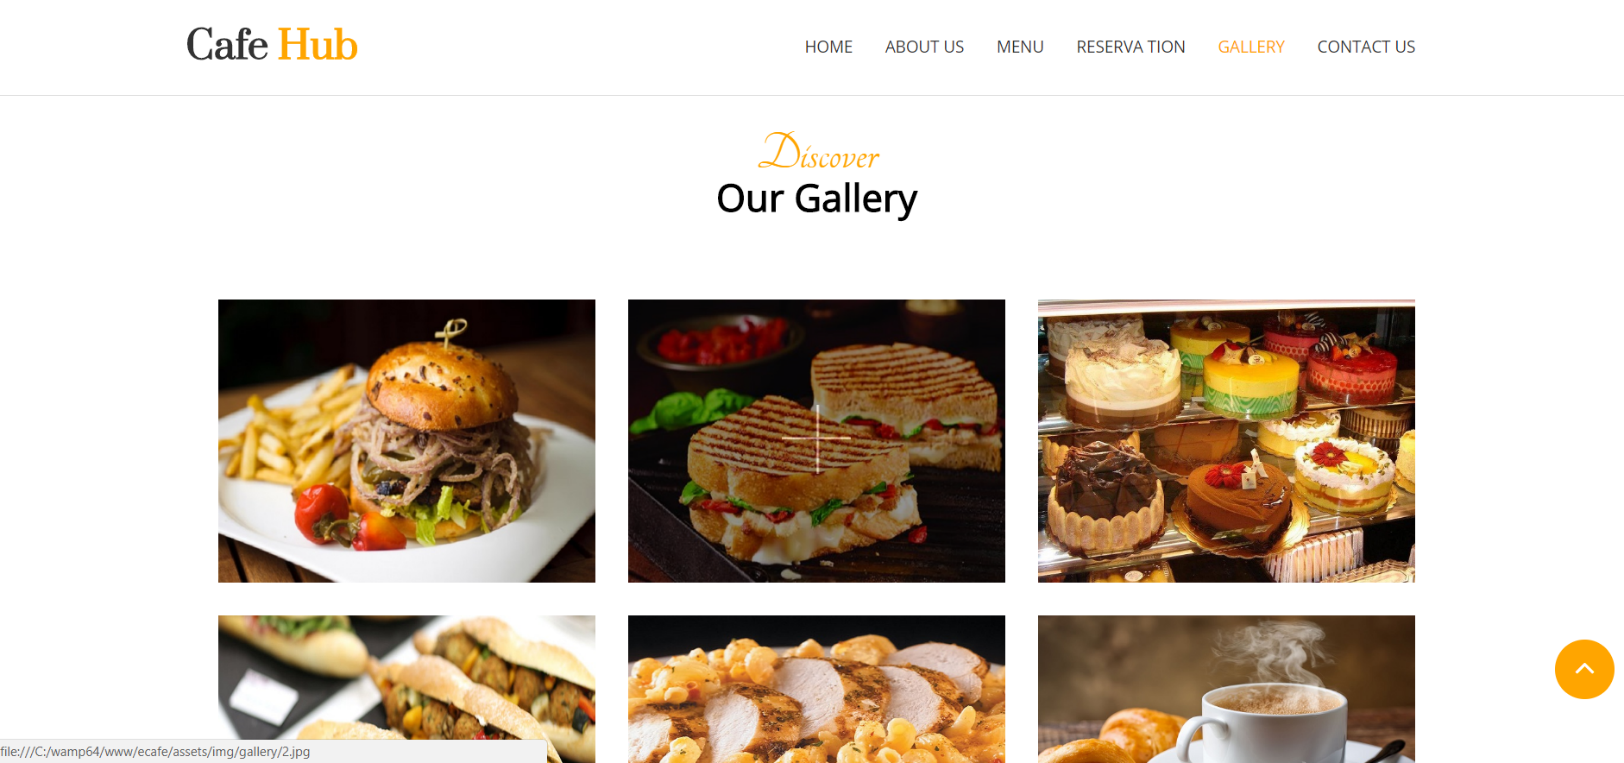 Cafe Hub
HOME ABOUT US MENU RESERVA TION GALLERY CONTACT US
Discover
Our Gallery
file:///C:/wamp64/www/ecafe/assets/img/gallery/2.jpg